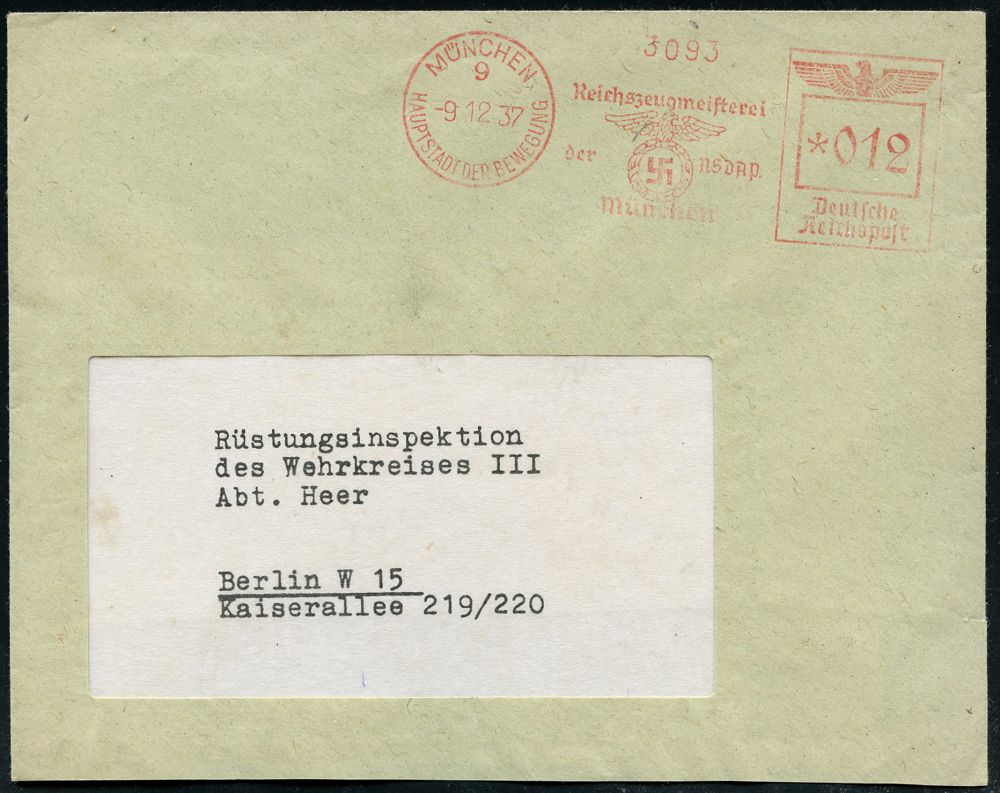 MÜNCHEN
9
-9 12.37
HAUPTSTADT DER BEWEGUNG
3093
Reichszeugmeisterei
der NSDAP.
München
*012
Deutsche
Reichspost
Rüstungsinspektion
des Wehrkreises III
Abt. Heer
Berlin W 15
Kaiserallee 219/220